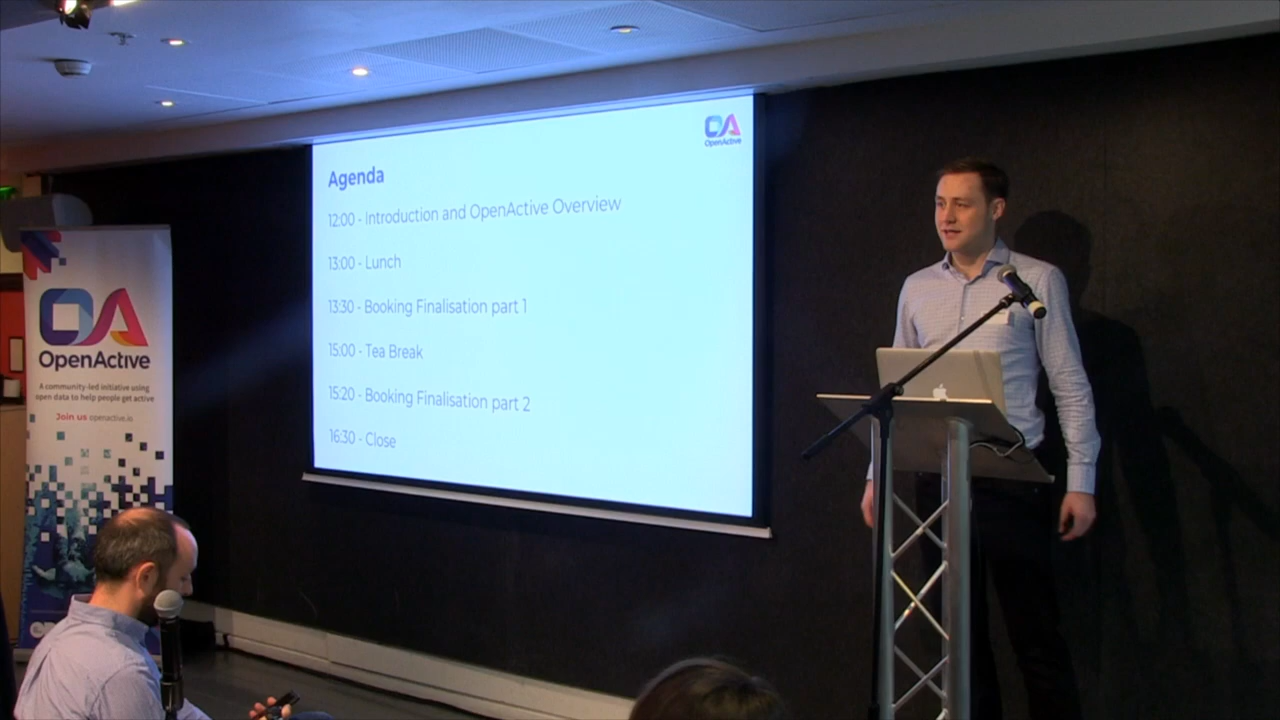 Agenda
OA
OpenActive
12:00 - Introduction and OpenActive Overview
13:00 - Lunch
13:30 - Booking Finalisation part 1
15:00 - Tea Break
15:20 - Booking Finalisation part 2
16:30 - Close
OA
OpenActive
A community-led initiative using
open data to help people get active
Join us openactive.io